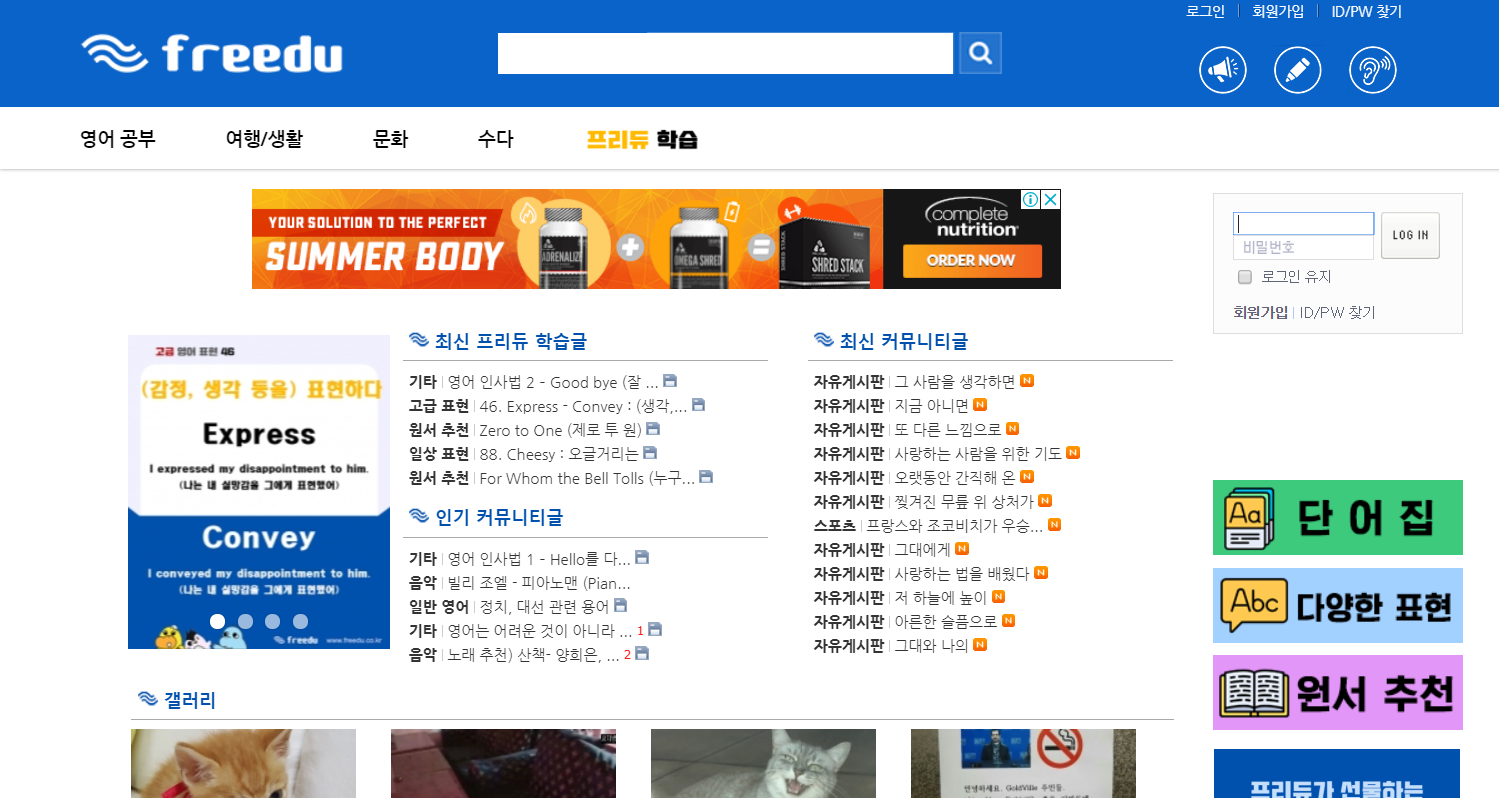 로그인 | 회원가입 | ID/PW 찾기
freedu
영어 공부 여행/생활 문화 수다 프리듀 학습
YOUR SOLUTION TO THE PERFECT
SUMMER BODY
ADRENALIZE
OMEGA SHRED
SHRED STACK
SHRED STACK
complete
nutrition
ORDER NOW
비밀번호
LOG IN
로그인 유지
회원가입 | ID/PW 찾기
고급 영어 표현 46
(감정, 생각 등을) 표현하다
Express
I expressed my disappointment to him.
(나는 내 실망감을 그에게 표현했어)
Convey
I conveyed my disappointment to him.
(나는 내 실망감을 그에게 표현했어)
freedu www.freedu.co.kr
최신 프리듀 학습글
기타 | 영어 인사법 2 - Good bye (잘 ...
고급 표현 | 46. Express - Convey : (생각,...
원서 추천 | Zero to One (제로 투 원)
일상 표현 | 88. Cheesy : 오글거리는
원서 추천 | For Whom the Bell Tolls (누구...
인기 커뮤니티글
기타 | 영어 인사법 1 - Hello를 다...
음악 | 빌리 조엘 - 피아노맨 (Pian...
일반 영어 | 정치, 대선 관련 용어
기타 | 영어는 어려운 것이 아니라 ... 1
음악 | 노래 추천) 산책- 양희은, ... 2
최신 커뮤니티글
자유게시판 | 그 사람을 생각하면 N
자유게시판 | 지금 아니면 N
자유게시판 | 또 다른 느낌으로 N
자유게시판 | 사랑하는 사람을 위한 기도 N
자유게시판 | 오랫동안 간직해 온 N
자유게시판 | 찢겨진 무릎 위 상처가 N
스포츠 | 프랑스와 조코비치가 우승... N
자유게시판 | 그대에게 N
자유게시판 | 사랑하는 법을 배웠다 N
자유게시판 | 저 하늘에 높이 N
자유게시판 | 아른한 슬픔으로 N
자유게시판 | 그대와 나의 N
Aa 단어집
Abc 다양한 표현
원서 추천
프리듀가 선물하는
갤러리
안녕하세요. GoldVille 주민들.